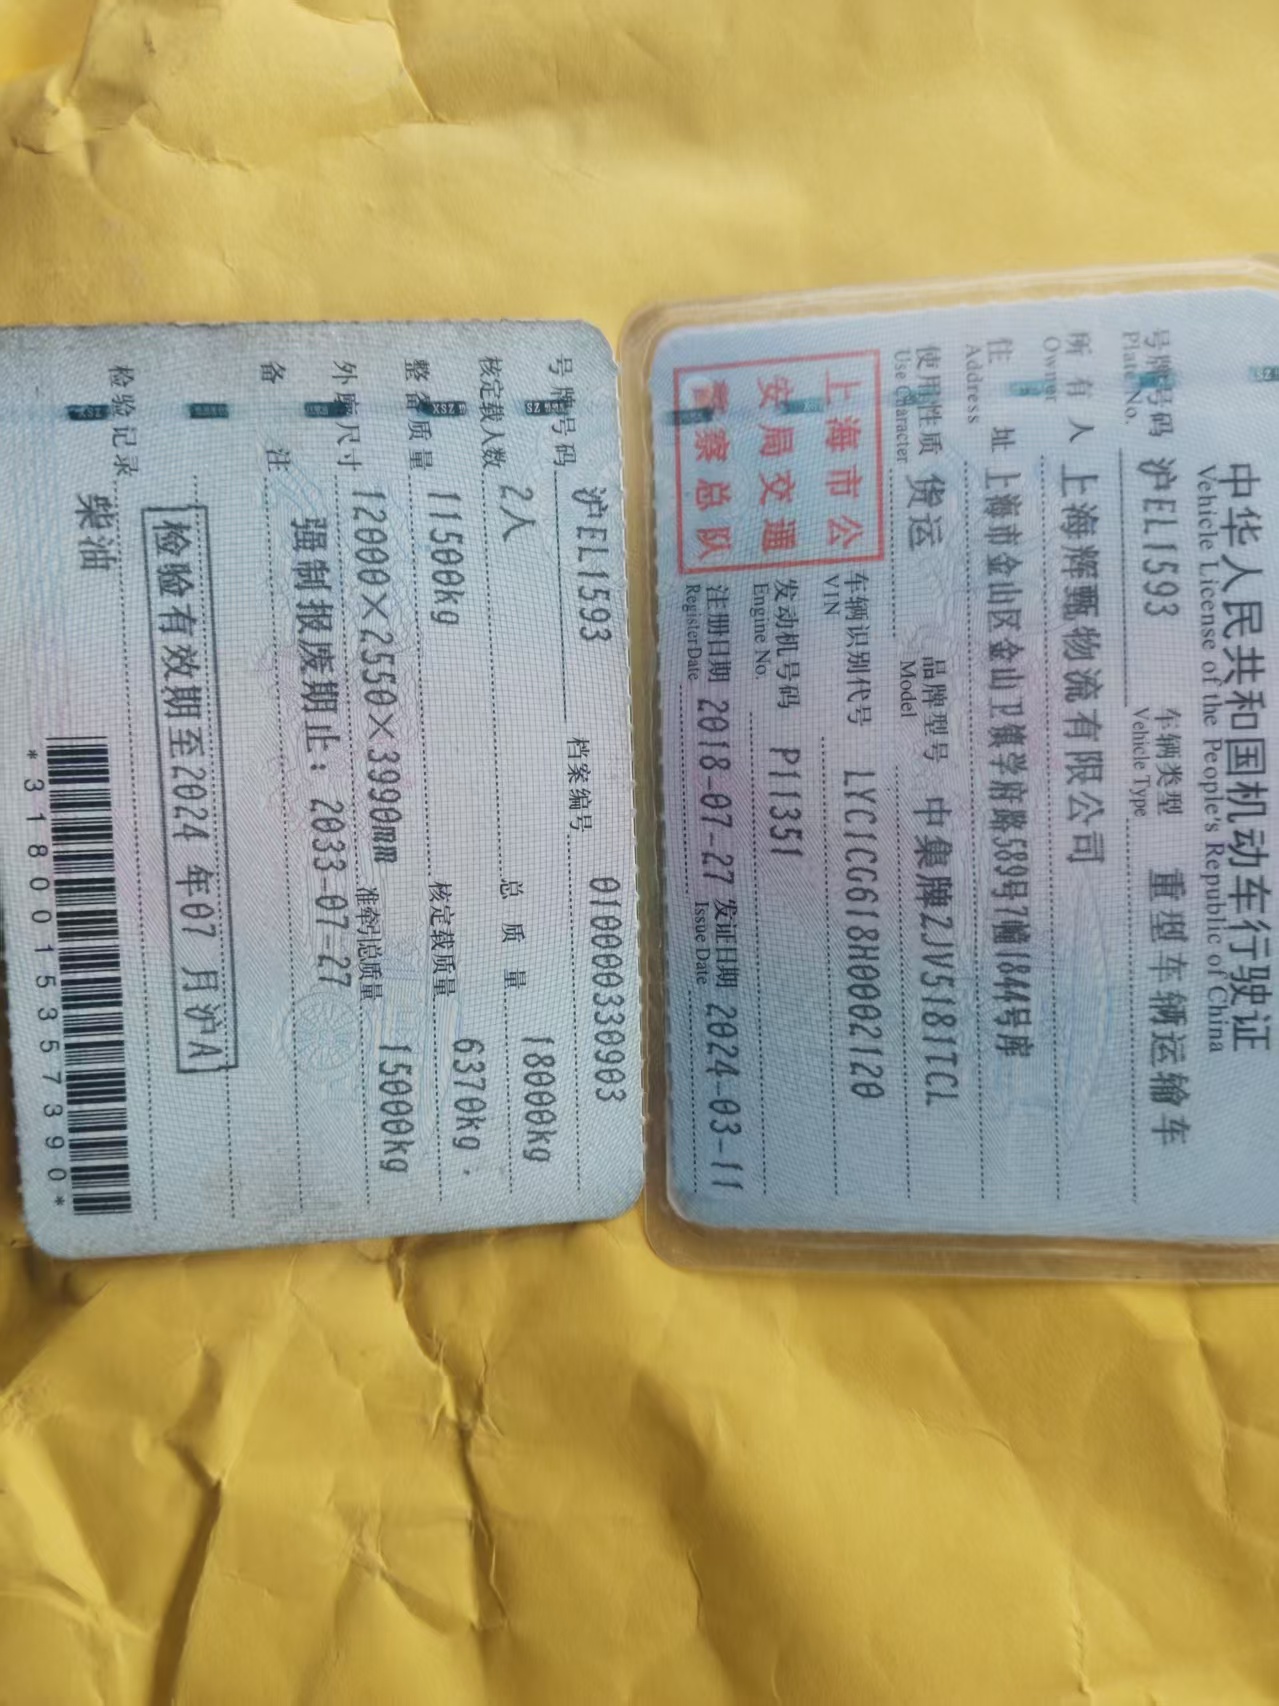 中华人民共和国机动车行驶证
Vehicle License of the People's Republic of China
号牌号码 沪EL1593 车辆类型 重型车辆运输车
Plate No. Vehicle Type
所有人 上海辉甄物流有限公司
Owner
住址 上海市金山区金山卫镇学府路589号7幢1844号库
Address
使用性质 货运 品牌型号 中集牌ZJV5181TCL
Use Character Model
上海市公
安局交通
警察总队
车辆识别代号 LYC1CG618H0002120
VIN
发动机号码 P11351
Engine No.
注册日期 2018-07-27 发证日期 2024-03-11
Register Date Issue Date
号牌号码 沪EL1593 档案编号 010000330903
核定载人数 2人 总质量 18000kg
整备质量 11500kg 核定载质量 6370kg
外廓尺寸 12000×2550×3990mm 准牵引总质量 15000kg
备注 强制报废期止：2033-07-27
检验有效期至2024年07月沪A
检验记录
柴油
*3180015357390*